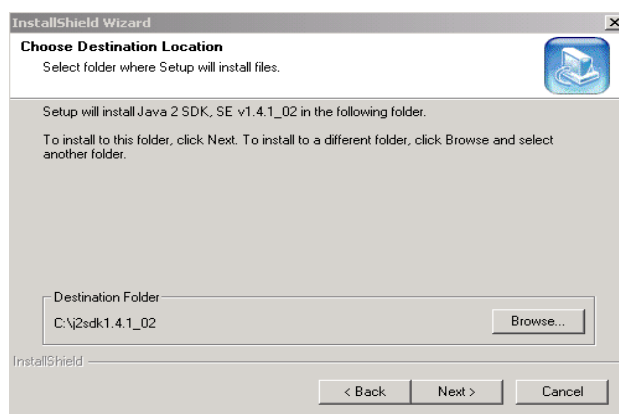 InstallShield Wizard
Choose Destination Location
Select folder where Setup will install files.
Setup will install Java 2 SDK, SE v1.4.1_02 in the following folder.
To install to this folder, click Next. To install to a different folder, click Browse and select
another folder.
Destination Folder
C:\j2sdk1.4.1_02
Browse...
InstallShield
< Back
Next >
Cancel